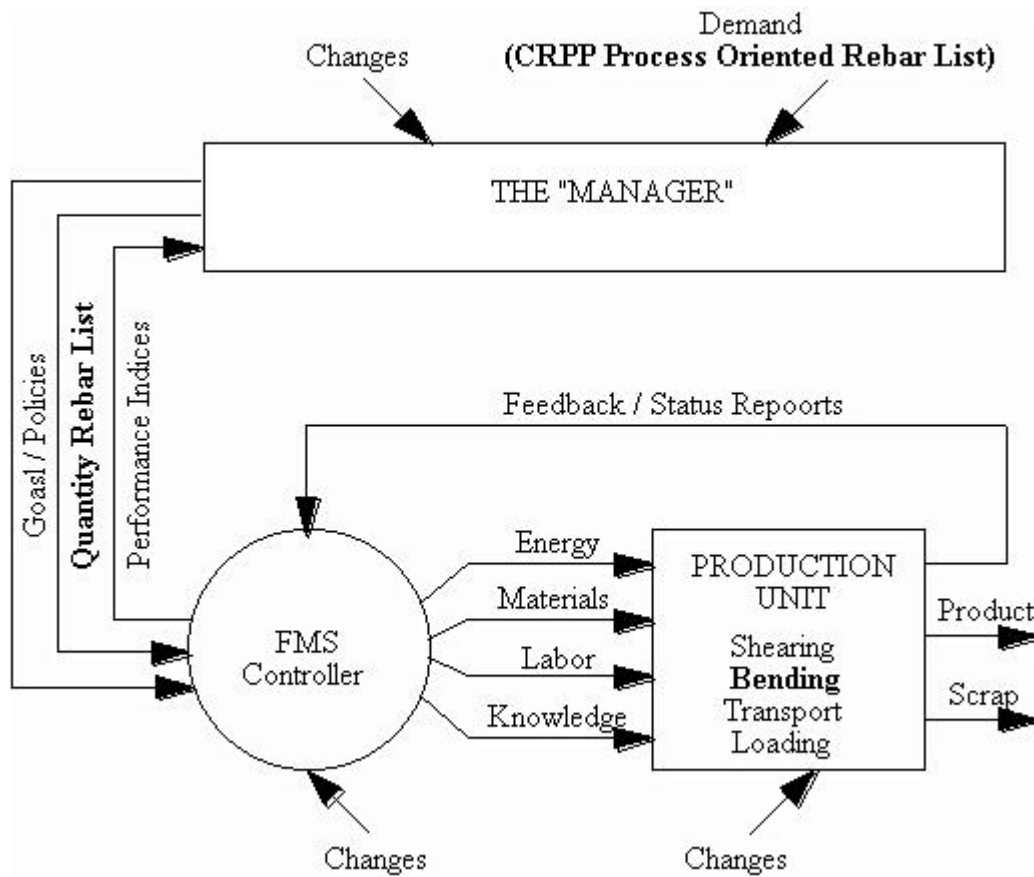 Demand
Changes
(CRPP Process Oriented Rebar List)
THE "MANAGER"
Goasl / Policies
Quantity Rebar List
Performance Indices
Feedback / Status Repoorts
Energy
Materials
Labor
Knowledge
FMS
Controller
PRODUCTION
UNIT
Shearing
Bending
Transport
Loading
Product
Scrap
Changes
Changes